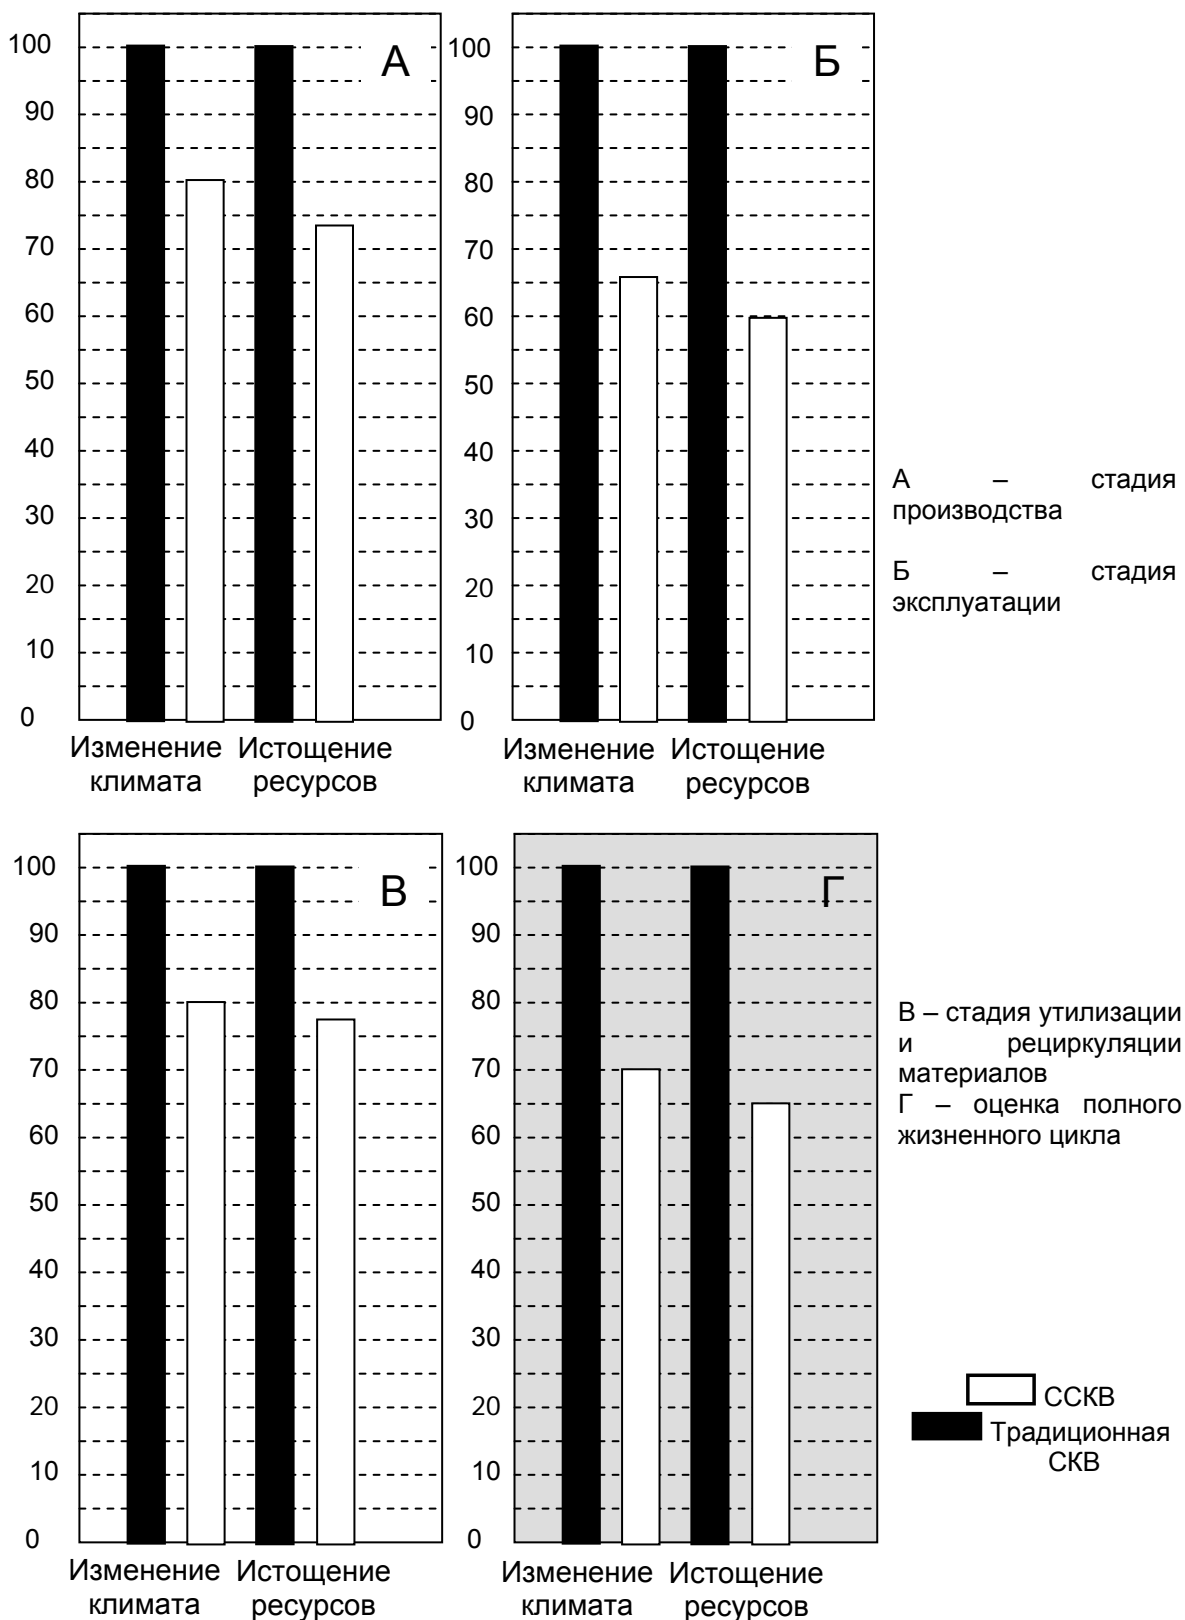 А
100
90
80
70
60
50
40
30
20
10
0
Изменение климата
Истощение ресурсов
Б
100
90
80
70
60
50
40
30
20
10
0
Изменение климата
Истощение ресурсов
А – стадия
производства
Б – стадия
эксплуатации
В
100
90
80
70
60
50
40
30
20
10
0
Изменение климата
Истощение ресурсов
Г
100
90
80
70
60
50
40
30
20
10
0
Изменение климата
Истощение ресурсов
В – стадия утилизации
и рециркуляции
материалов
Г – оценка полного
жизненного цикла
ССКВ
Традиционная
СКВ